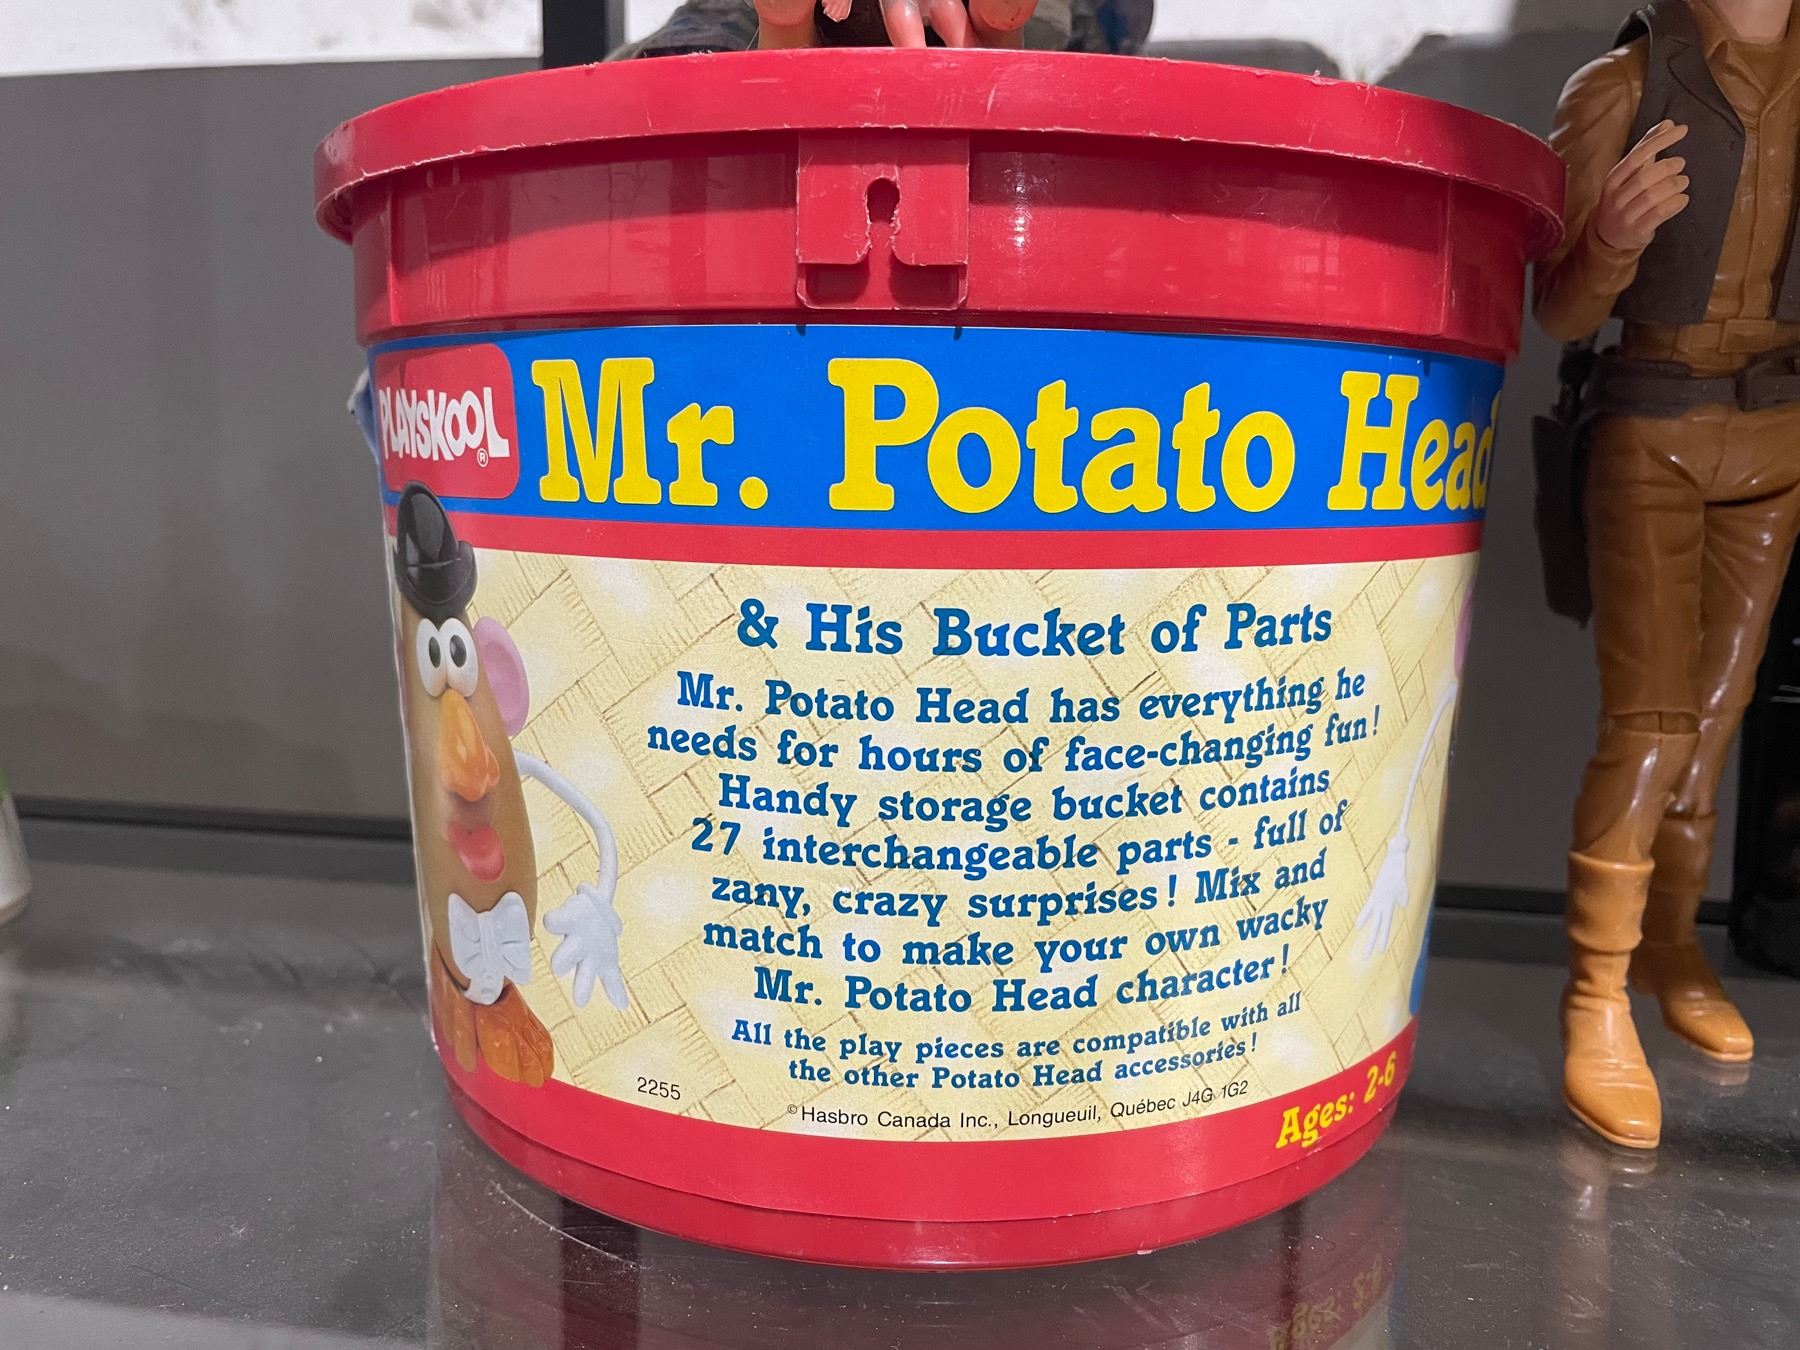 PLAYSKOOL®
Mr. Potato Head
& His Bucket of Parts
Mr. Potato Head has everything he
needs for hours of face-changing fun!
Handy storage bucket contains
27 interchangeable parts - full of
zany, crazy surprises! Mix and
match to make your own wacky
Mr. Potato Head character!
All the play pieces are compatible with all
the other Potato Head accessories!
2255
©Hasbro Canada Inc., Longueuil, Québec J4G 1G2
Ages: 2-6